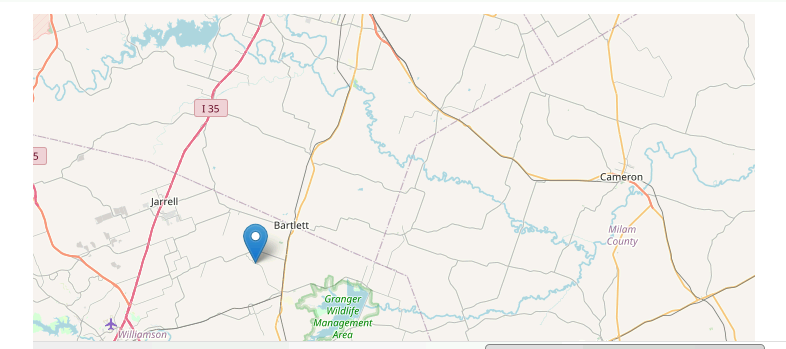 I 35
5
Cameron
Jarrell
Bartlett
Milam
County
Granger
Wildlife
Management
Area
Williamson